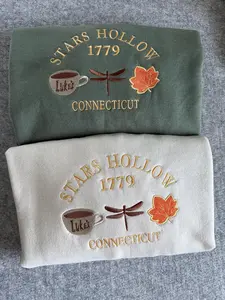 STARS HOLLOW
1779
Luke's
CONNECTICUT
STARS HOLLOW
1779
Luke's
CONNECTICUT